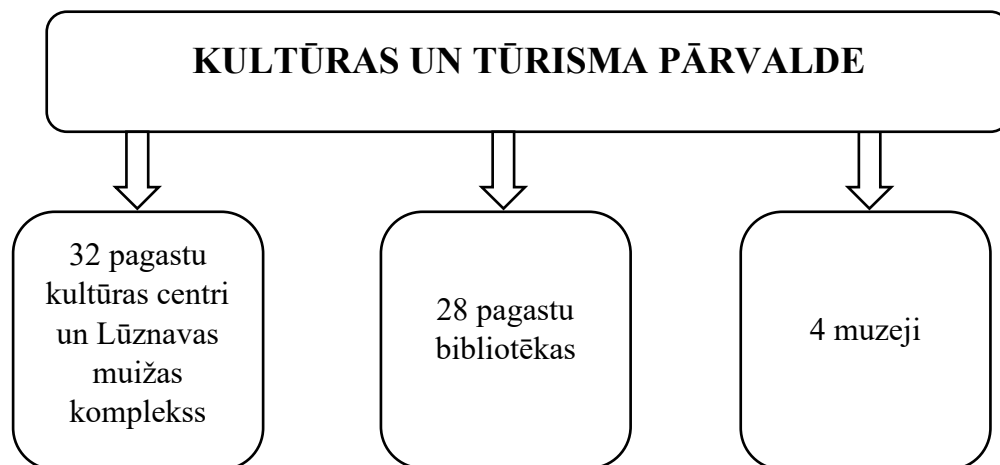 KULTŪRAS UN TŪRISMA PĀRVALDE
32 pagastu
kultūras centri
un Lūznavas
muižas
komplekss
28 pagastu
bibliotēkas
4 muzeji